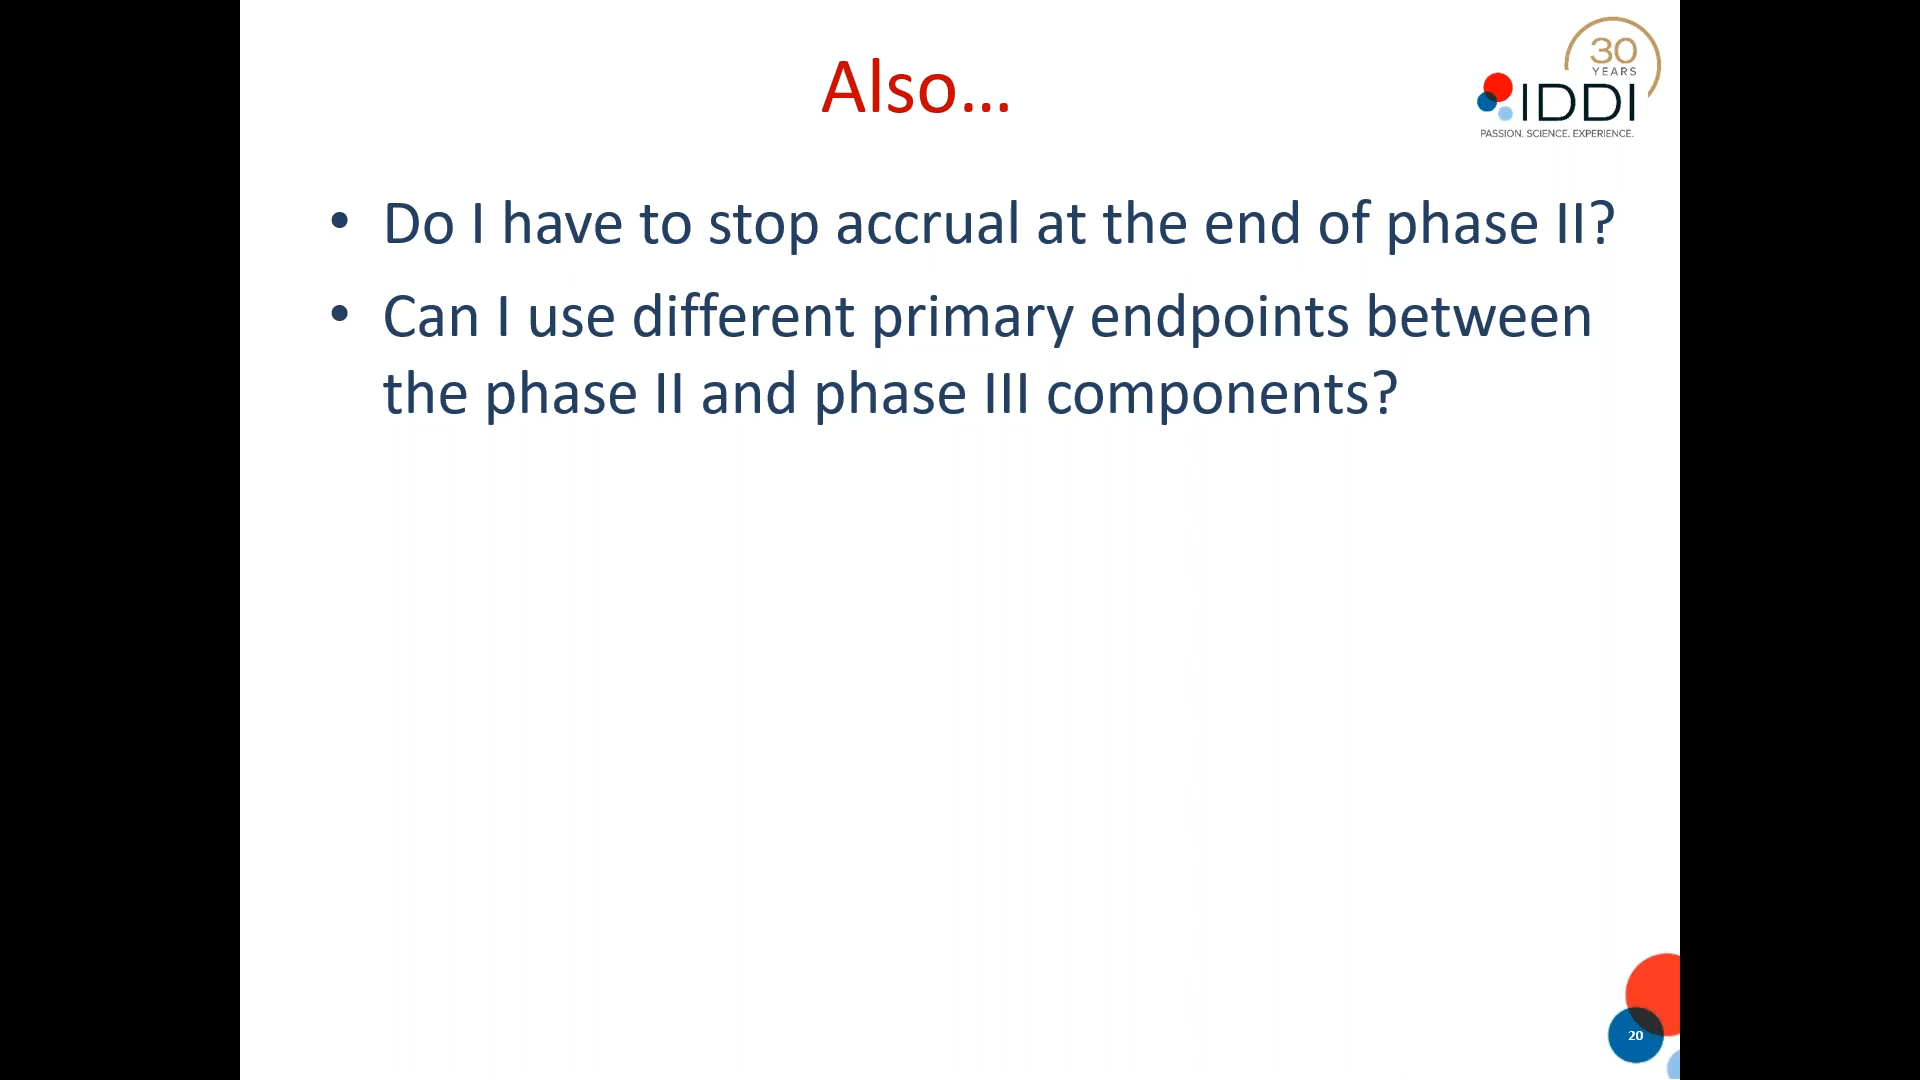 Also…
30
YEARS
IDDI
PASSION. SCIENCE. EXPERIENCE.
• Do I have to stop accrual at the end of phase II?
• Can I use different primary endpoints between
the phase II and phase III components?
20